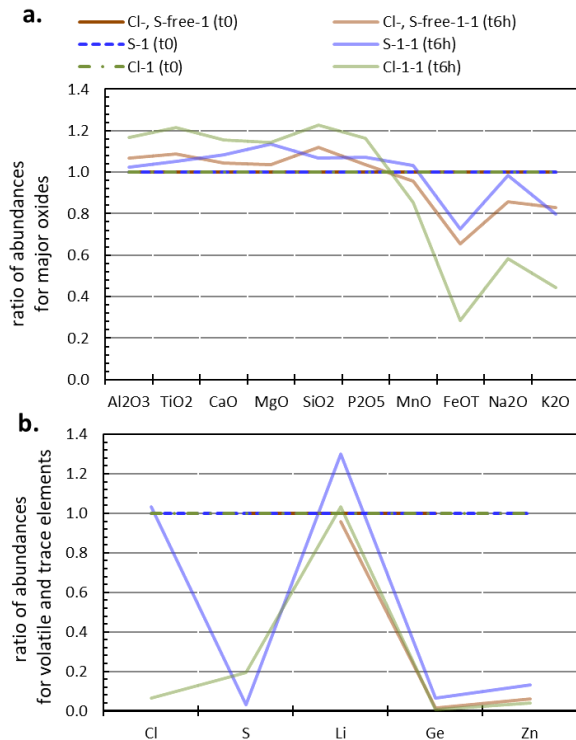 a.
Cl-, S-free-1 (t0)
Cl-, S-free-1-1 (t6h)
S-1 (t0)
S-1-1 (t6h)
Cl-1 (t0)
Cl-1-1 (t6h)
ratio of abundances
for major oxides
1.4
1.2
1.0
0.8
0.6
0.4
0.2
0.0
Al2O3 TiO2 CaO MgO SiO2 P2O5 MnO FeOT Na2O K2O
b.
ratio of abundances
for volatile and trace elements
1.4
1.2
1.0
0.8
0.6
0.4
0.2
0.0
Cl S Li Ge Zn